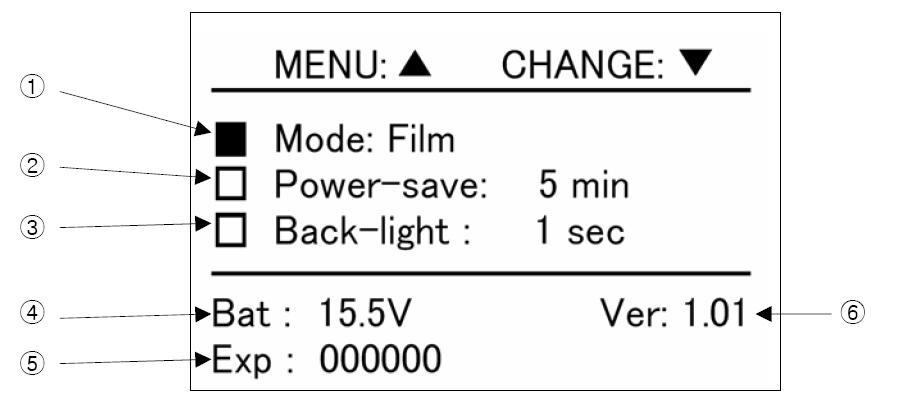 MENU: ▲ CHANGE: ▼
① ■ Mode: Film
② □ Power-save: 5 min
③ □ Back-light : 1 sec
④ Bat : 15.5V Ver: 1.01 ⑥
⑤ Exp : 000000